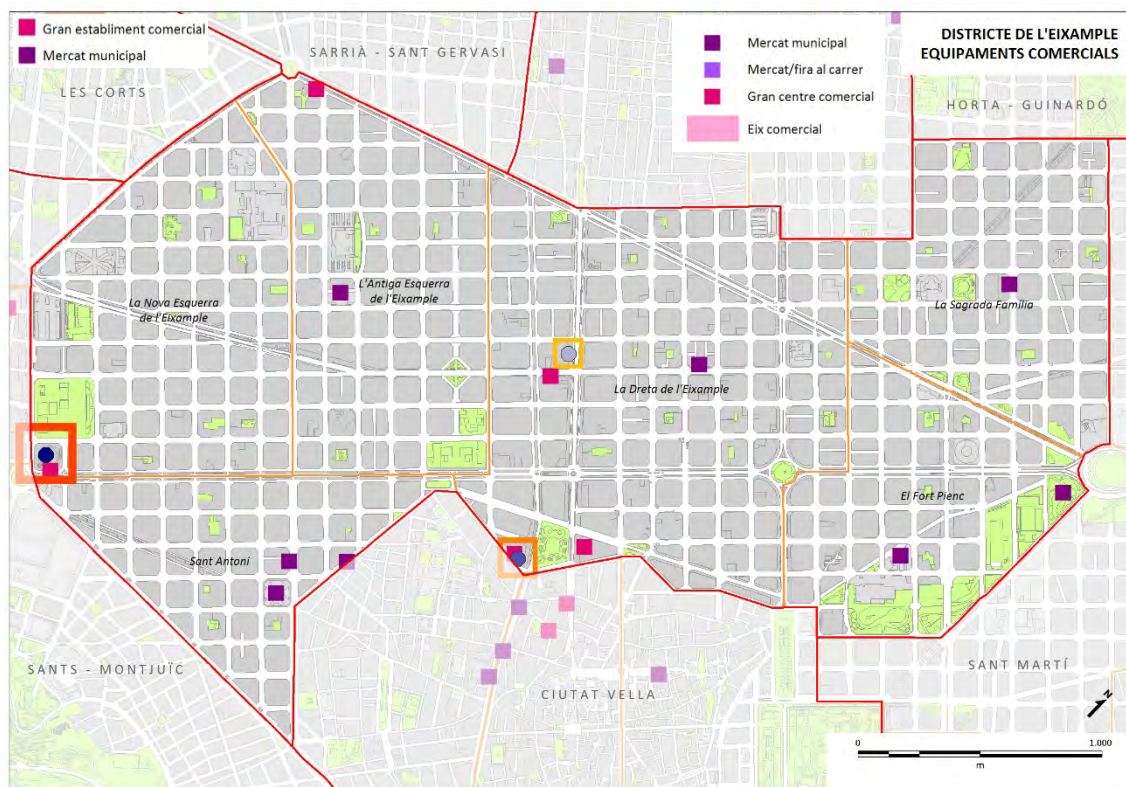 Gran establiment comercial
Mercat municipal
SARRIÀ - SANT GERVASI
LES CORTS
Mercat municipal
Mercat/fira al carrer
Gran centre comercial
Eix comercial
DISTRICTE DE L'EIXAMPLE
EQUIPAMENTS COMERCIALS
HORTA - GUINARDÓ
La Nova Esquerra
de l'Eixample
L'Antiga Esquerra
de l'Eixample
La Sagrada Família
La Dreta de l'Eixample
El Fort Pienc
Sant Antoni
SANTS - MONTJUÏC
CIUTAT VELLA
SANT MARTÍ
N
0
1.000
m